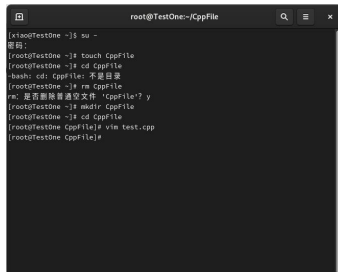 root@TestOne:~/CppFile
[xiao@TestOne ~]$ su -
密码：
[root@TestOne ~]# touch CppFile
[root@TestOne ~]# cd CppFile
-bash: cd: CppFile: 不是目录
[root@TestOne ~]# rm CppFile
rm：是否删除普通空文件 'CppFile'？y
[root@TestOne ~]# mkdir CppFile
[root@TestOne ~]# cd CppFile
[root@TestOne CppFile]# vim test.cpp
[root@TestOne CppFile]#